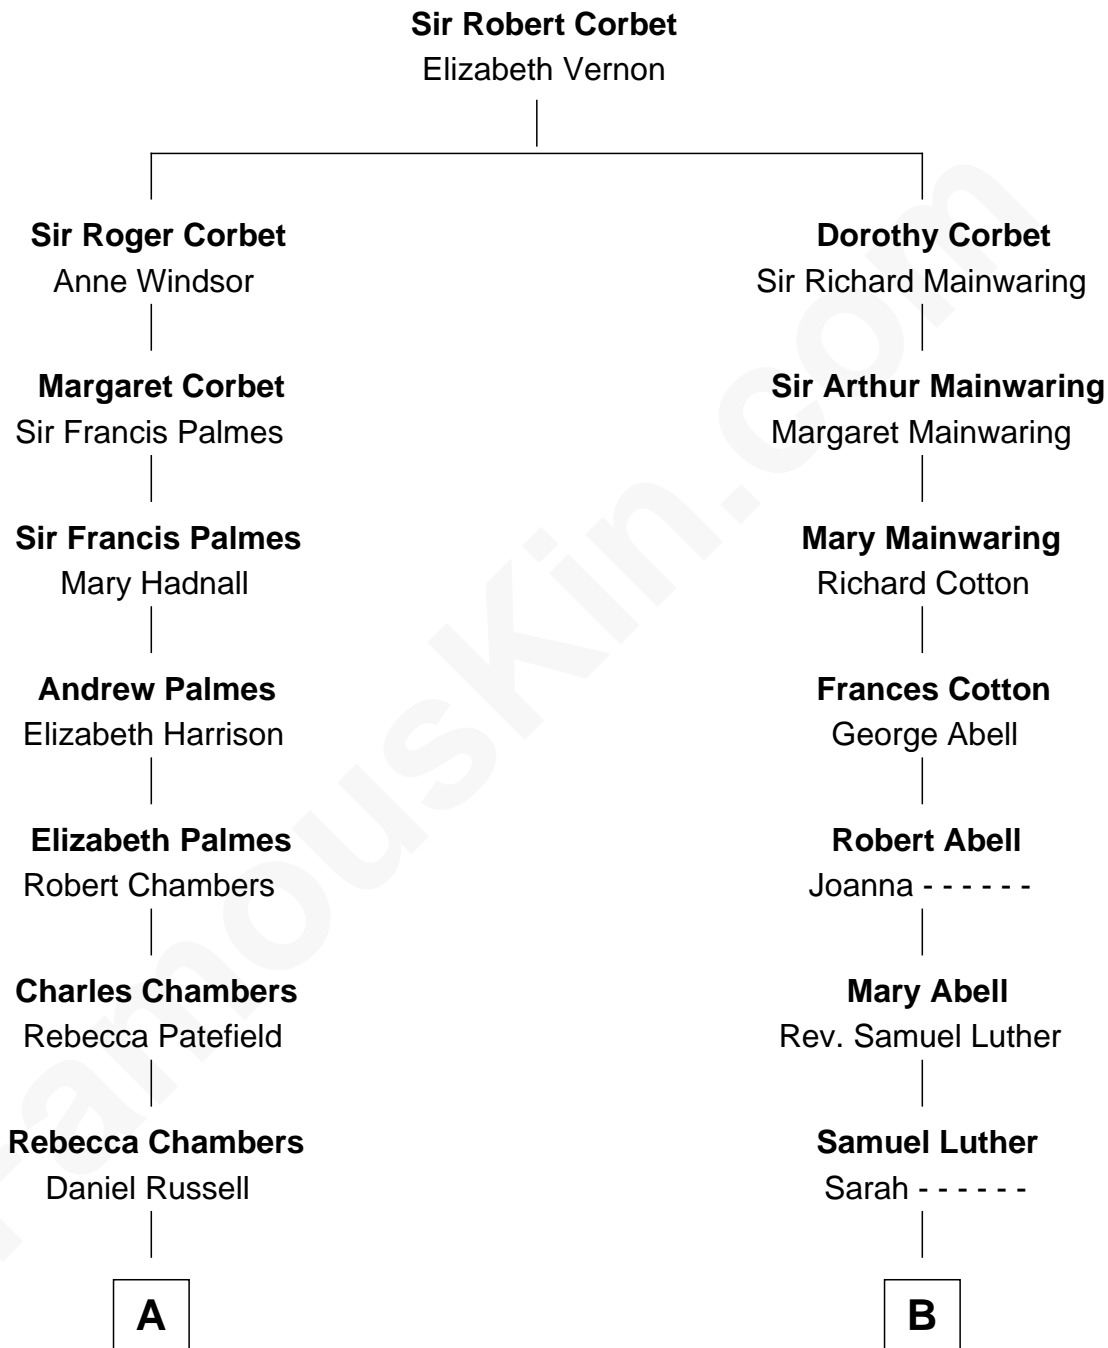 Sir Robert Corbet
Elizabeth Vernon
Sir Roger Corbet
Anne Windsor
Dorothy Corbet
Sir Richard Mainwaring
Margaret Corbet
Sir Francis Palmes
Sir Arthur Mainwaring
Margaret Mainwaring
Sir Francis Palmes
Mary Hadnall
Mary Mainwaring
Richard Cotton
Andrew Palmes
Elizabeth Harrison
Frances Cotton
George Abell
Elizabeth Palmes
Robert Chambers
Robert Abell
Joanna - - - - - -
Charles Chambers
Rebecca Patefield
Mary Abell
Rev. Samuel Luther
Rebecca Chambers
Daniel Russell
Samuel Luther
Sarah - - - - - -
A
B
FamousKin.com